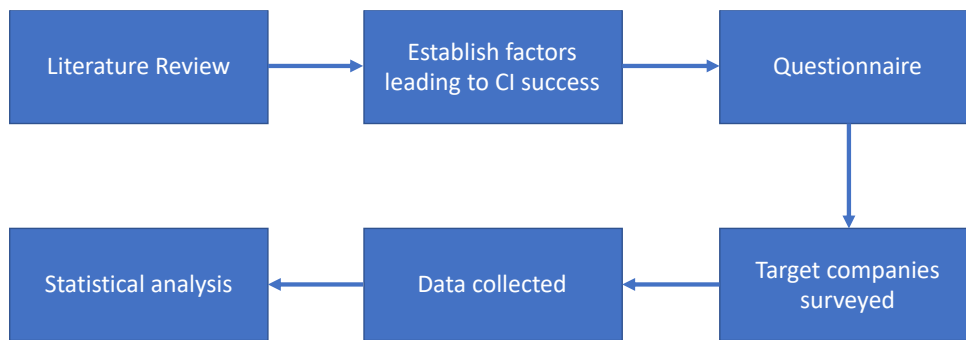 Literature Review
Establish factors
leading to CI success
Questionnaire
Target companies
surveyed
Data collected
Statistical analysis